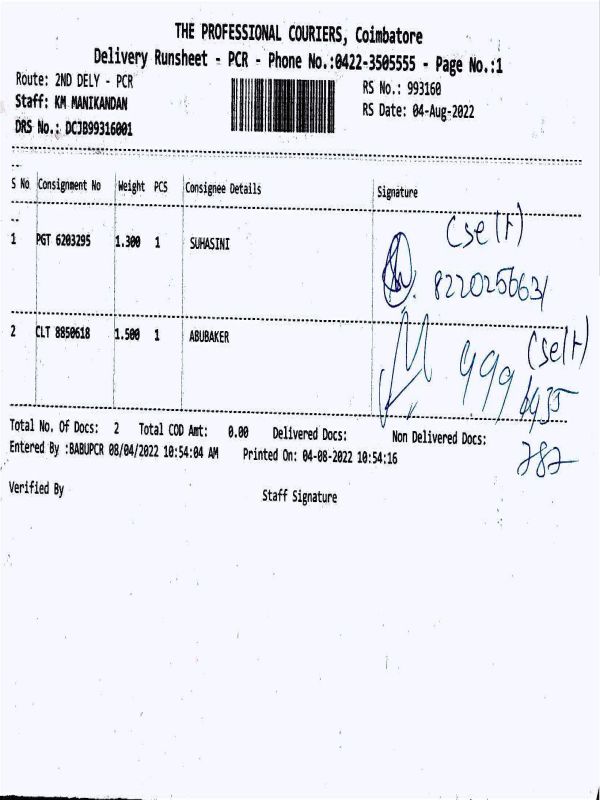 THE PROFESSIONAL COURIERS, Coimbatore
Delivery Runsheet - PCR - Phone No.:0422-3505555 - Page No.:1
Route: 2ND DELY - PCR
RS No.: 993160
Staff: KM MANIKANDAN
RS Date: 04-Aug-2022
DRS No.: DCJB99316001
S No Consignment No Weight PCS Consignee Details Signature
(self)
1 PGT 6203295 1.300 1 SUHASINI
8220256631
2 CLT 8850618 1.500 1 ABUBAKER
(self)
999
787
Total No. Of Docs: 2 Total COD Amt: 0.00 Delivered Docs: Non Delivered Docs:
Entered By :BABUPCR 08/04/2022 10:54:04 AM Printed On: 04-08-2022 10:54:16
Verified By Staff Signature